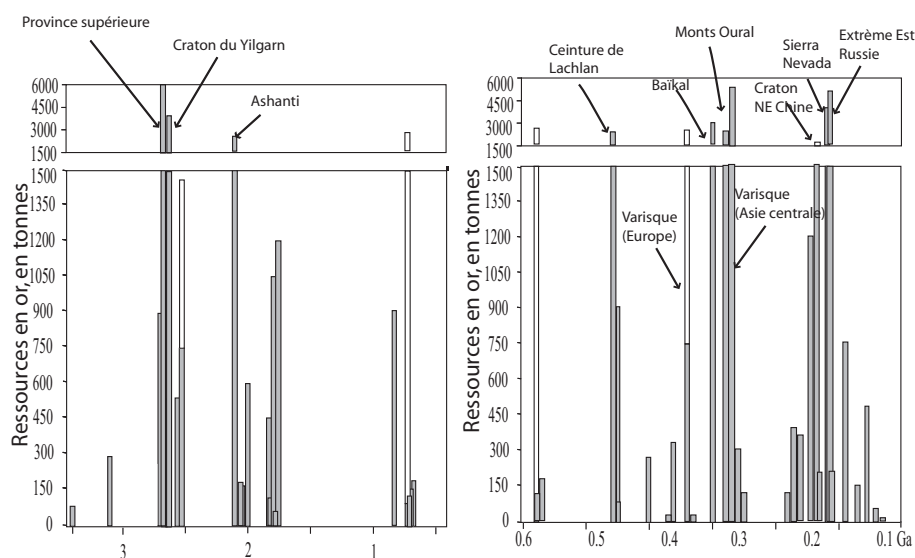 Province supérieure
Craton du Yilgarn
Ashanti
6000
4500
3000
1500
Ressources en or, en tonnes
1500
1350
1200
1050
900
750
600
450
300
150
0
3
2
1
Monts Oural
Ceinture de
Lachlan
Baïkal
Sierra
Nevada
Extrême Est
Russie
Craton
NE Chine
6000
4500
3000
1500
Ressources en or, en tonnes
1500
1350
1200
1050
900
750
600
450
300
150
0
Varisque
(Europe)
Varisque
(Asie centrale)
0.6
0.5
0.4
0.3
0.2
0.1 Ga